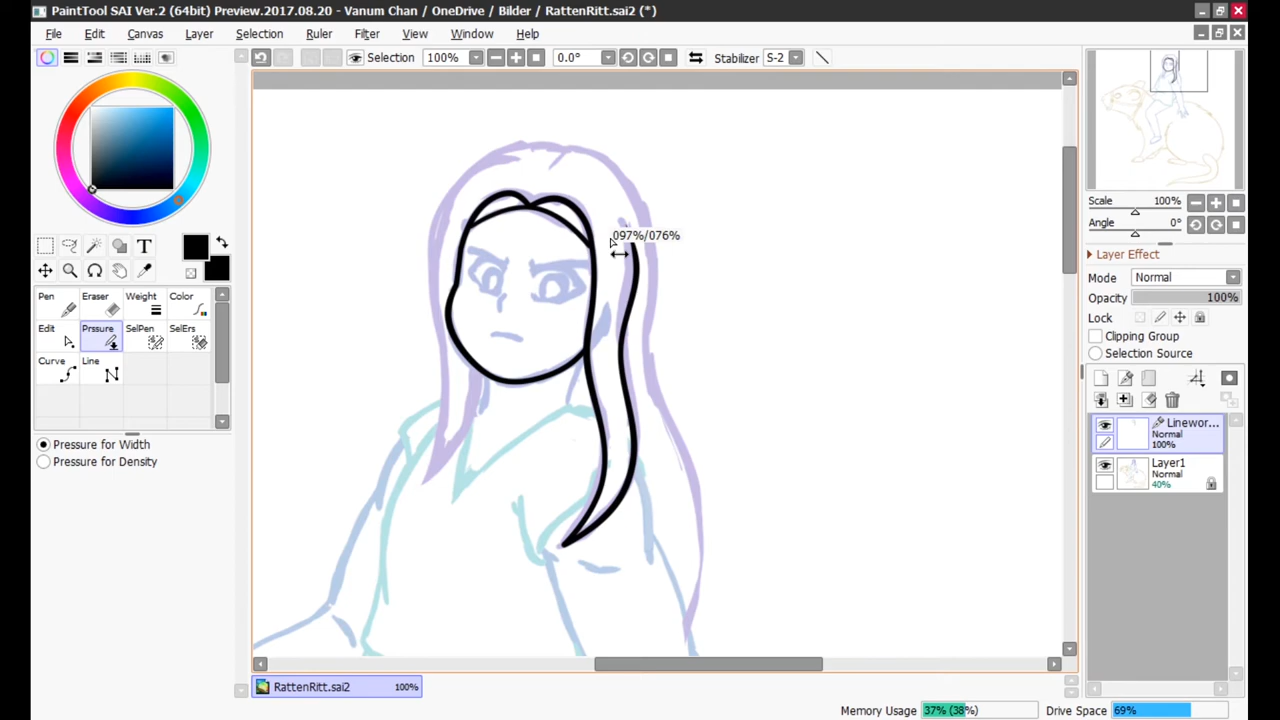 PaintTool SAI Ver.2 (64bit) Preview.2017.08.20 - Vanum Chan / OneDrive / Bilder / RattenRitt.sai2 (*)
File Edit Canvas Layer Selection Ruler Filter View Window Help
Selection 100% 0.0° Stabilizer S-2
097%/076%
T
Pen Eraser Weight Color
Edit Prssure SelPen SelErs
Curve Line
Pressure for Width
Pressure for Density
Scale 100%
Angle 0°
Layer Effect
Mode Normal
Opacity 100%
Lock
Clipping Group
Selection Source
Linewor...
Normal
100%
Layer1
Normal
40%
RattenRitt.sai2 100%
Memory Usage 37% (38%) Drive Space 69%